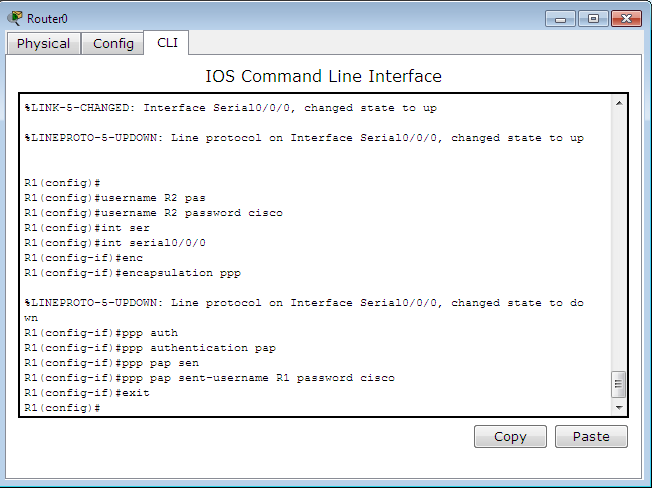 Router0
Physical Config CLI
IOS Command Line Interface
%LINK-5-CHANGED: Interface Serial0/0/0, changed state to up
%LINEPROTO-5-UPDOWN: Line protocol on Interface Serial0/0/0, changed state to up
R1(config)#
R1(config)#username R2 pas
R1(config)#username R2 password cisco
R1(config)#int ser
R1(config)#int serial0/0/0
R1(config-if)#enc
R1(config-if)#encapsulation ppp
%LINEPROTO-5-UPDOWN: Line protocol on Interface Serial0/0/0, changed state to do
wn
R1(config-if)#ppp auth
R1(config-if)#ppp authentication pap
R1(config-if)#ppp pap sen
R1(config-if)#ppp pap sent-username R1 password cisco
R1(config-if)#exit
R1(config)#
Copy Paste